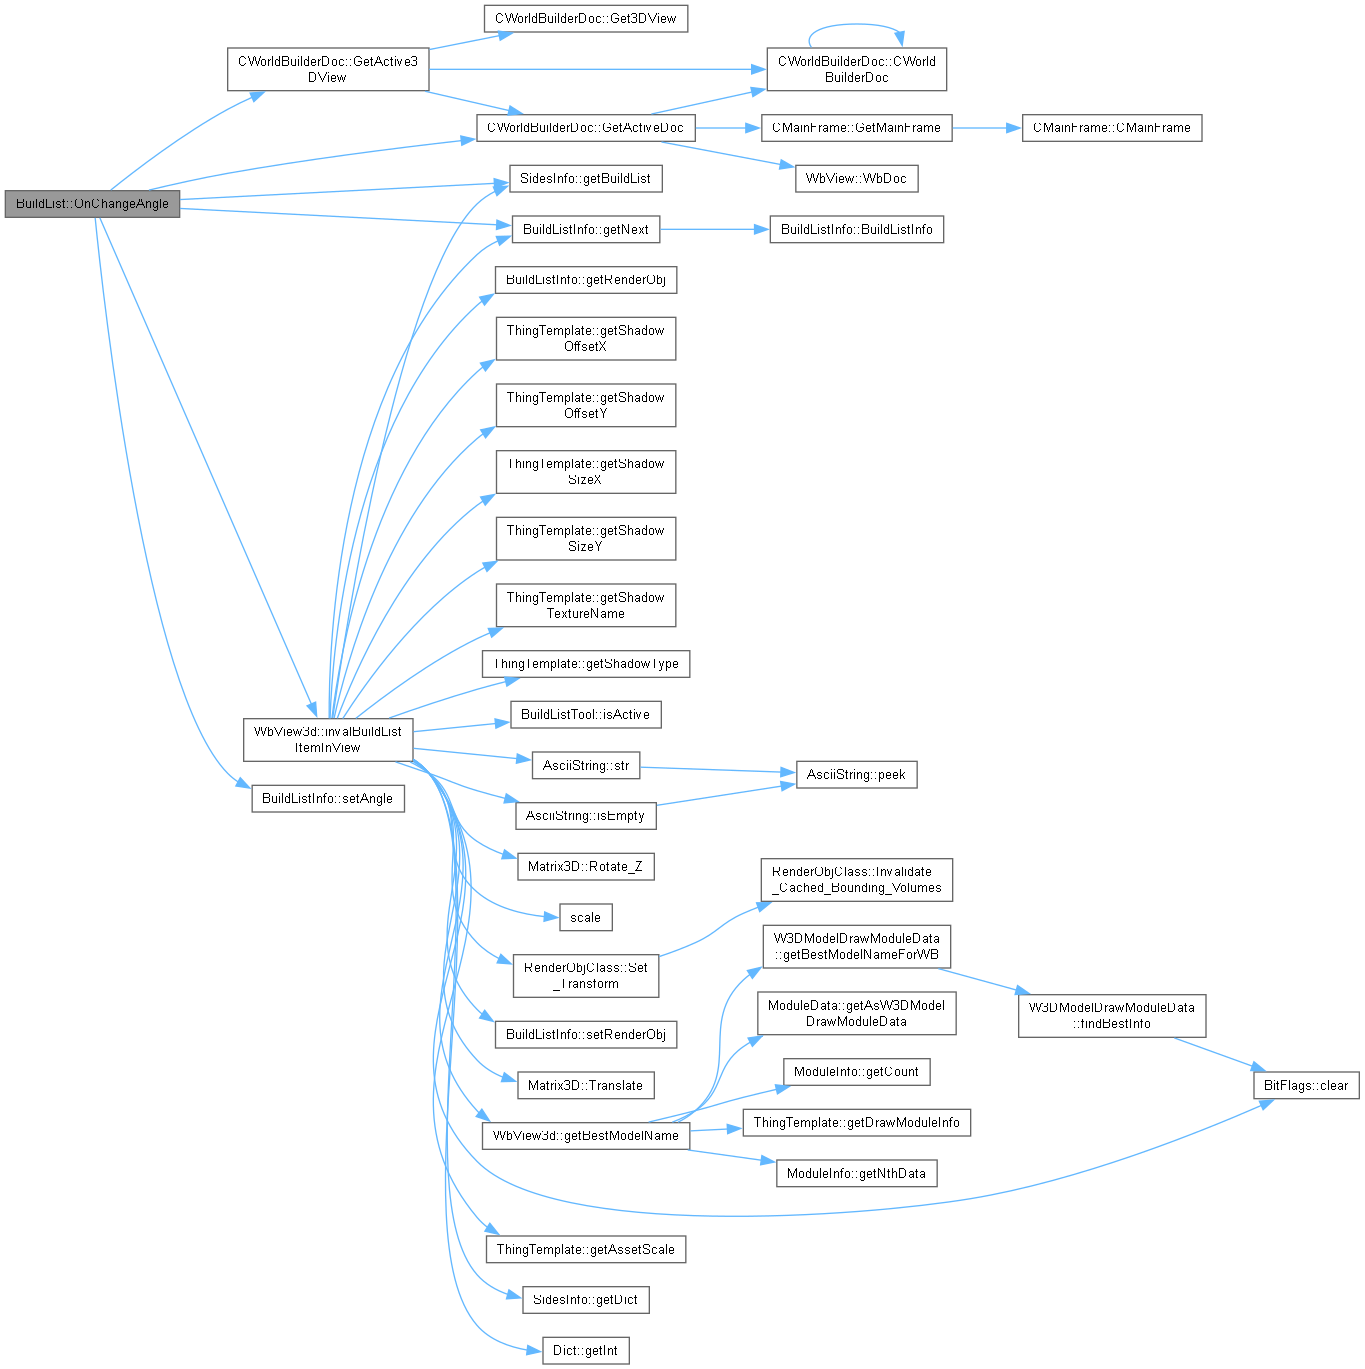 BuildList::OnChangeAngle
CWorldBuilderDoc::GetActive3
DView
CWorldBuilderDoc::Get3DView
CWorldBuilderDoc::CWorld
BuilderDoc
CWorldBuilderDoc::GetActiveDoc
CMainFrame::GetMainFrame
CMainFrame::CMainFrame
WbView::WbDoc
SidesInfo::getBuildList
BuildListInfo::getNext
BuildListInfo::BuildListInfo
BuildListInfo::getRenderObj
ThingTemplate::getShadow
OffsetX
ThingTemplate::getShadow
OffsetY
ThingTemplate::getShadow
SizeX
ThingTemplate::getShadow
SizeY
ThingTemplate::getShadow
TextureName
ThingTemplate::getShadowType
BuildListTool::isActive
WbView3d::invalBuildList
ItemInView
BuildListInfo::setAngle
AsciiString::str
AsciiString::peek
AsciiString::isEmpty
Matrix3D::Rotate_Z
scale
RenderObjClass::Set
_Transform
RenderObjClass::Invalidate
_Cached_Bounding_Volumes
BuildListInfo::setRenderObj
Matrix3D::Translate
WbView3d::getBestModelName
W3DModelDrawModuleData
::getBestModelNameForWB
ModuleData::getAsW3DModel
DrawModuleData
ModuleInfo::getCount
ThingTemplate::getDrawModuleInfo
ModuleInfo::getNthData
W3DModelDrawModuleData
::findBestInfo
BitFlags::clear
ThingTemplate::getAssetScale
SidesInfo::getDict
Dict::getInt